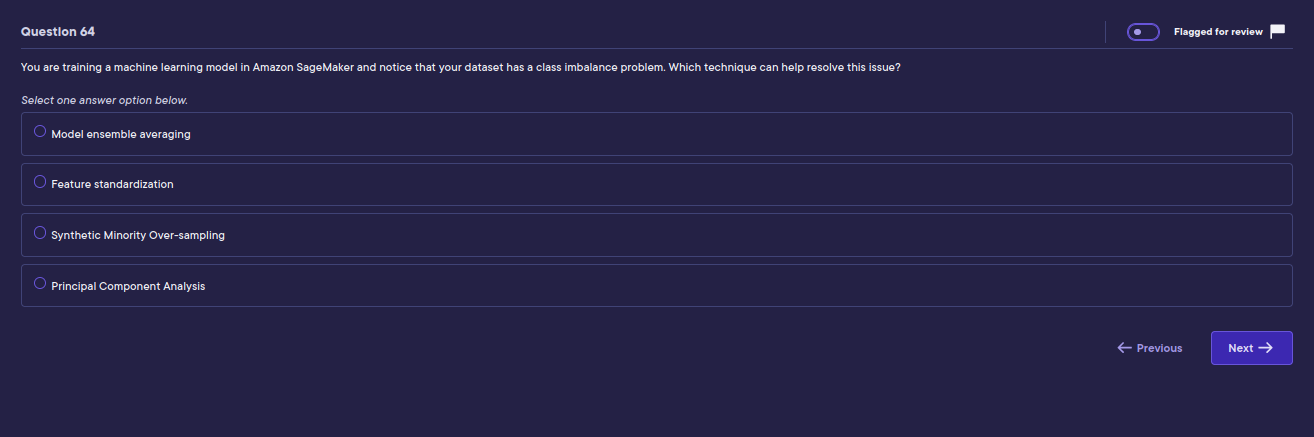 Question 64
Flagged for review
You are training a machine learning model in Amazon SageMaker and notice that your dataset has a class imbalance problem. Which technique can help resolve this issue?
Select one answer option below.
Model ensemble averaging
Feature standardization
Synthetic Minority Over-sampling
Principal Component Analysis
Previous
Next